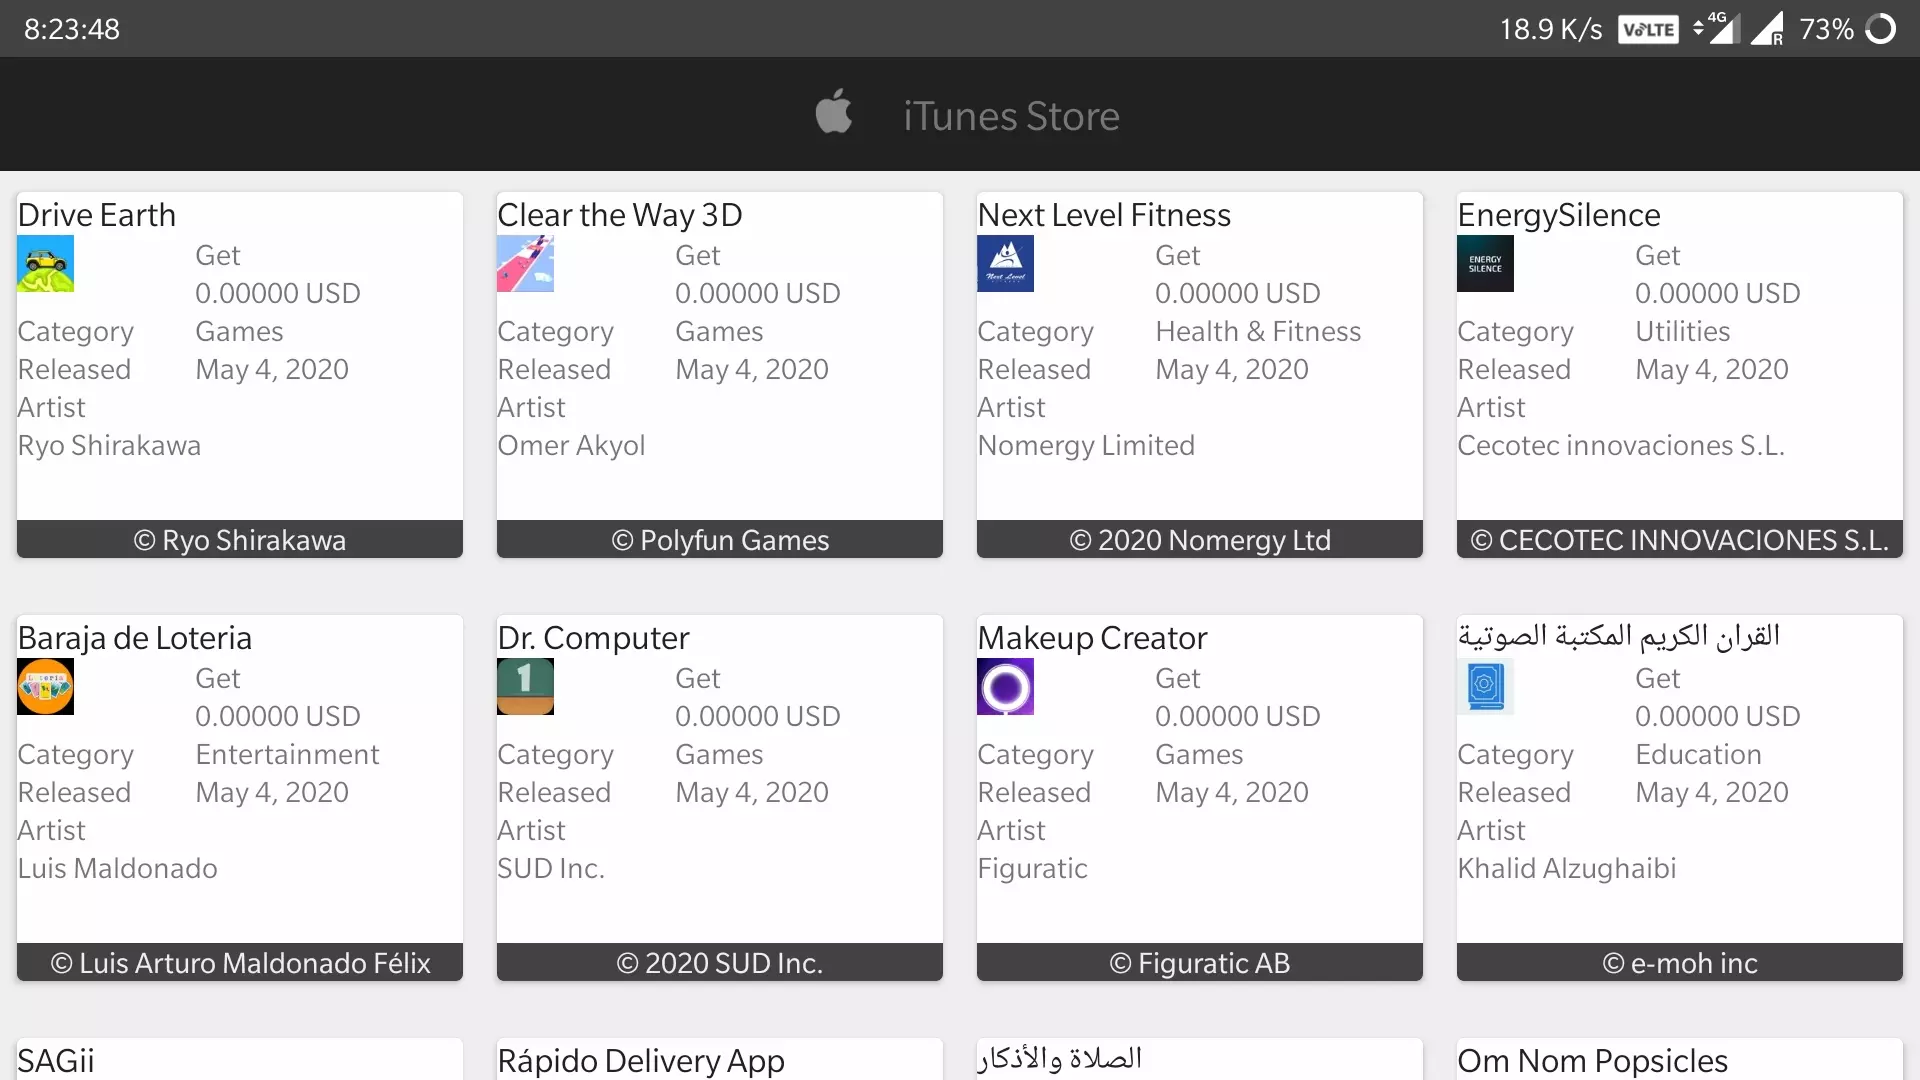 8:23:48 18.9 K/s VoLTE 4G R 73%
iTunes Store
Drive Earth
Get
0.00000 USD
Category Games
Released May 4, 2020
Artist
Ryo Shirakawa
© Ryo Shirakawa
Clear the Way 3D
Get
0.00000 USD
Category Games
Released May 4, 2020
Artist
Omer Akyol
© Polyfun Games
Next Level Fitness
Next Level
Get
0.00000 USD
Category Health & Fitness
Released May 4, 2020
Artist
Nomergy Limited
© 2020 Nomergy Ltd
EnergySilence
ENERGY
SILENCE
Get
0.00000 USD
Category Utilities
Released May 4, 2020
Artist
Cecotec innovaciones S.L.
© CECOTEC INNOVACIONES S.L.
Baraja de Loteria
Loteria
Get
0.00000 USD
Category Entertainment
Released May 4, 2020
Artist
Luis Maldonado
© Luis Arturo Maldonado Félix
Dr. Computer
1
Get
0.00000 USD
Category Games
Released May 4, 2020
Artist
SUD Inc.
© 2020 SUD Inc.
Makeup Creator
Get
0.00000 USD
Category Games
Released May 4, 2020
Artist
Figuratic
© Figuratic AB
القران الكريم المكتبة الصوتية
Get
0.00000 USD
Category Education
Released May 4, 2020
Artist
Khalid Alzughaibi
© e-moh inc
SAGii
Rápido Delivery App
الصلاة والأذكار
Om Nom Popsicles